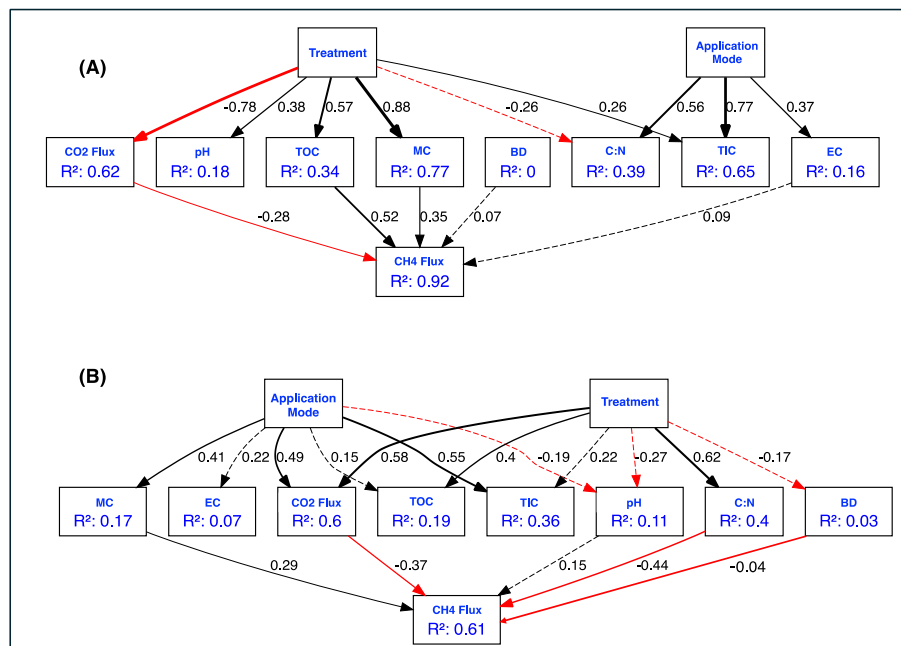 (A)
Treatment
Application
Mode
-0.78
0.38
0.57
0.88
-0.26
0.26
0.56
0.77
0.37
CO2 Flux
R²: 0.62
pH
R²: 0.18
TOC
R²: 0.34
MC
R²: 0.77
BD
R²: 0
C:N
R²: 0.39
TIC
R²: 0.65
EC
R²: 0.16
-0.28
0.52
0.35
0.07
0.09
CH4 Flux
R²: 0.92
(B)
Application
Mode
Treatment
0.41
0.22
0.49
0.15
0.58
0.55
0.4
-0.19
0.22
-0.27
0.62
-0.17
MC
R²: 0.17
EC
R²: 0.07
CO2 Flux
R²: 0.6
TOC
R²: 0.19
TIC
R²: 0.36
pH
R²: 0.11
C:N
R²: 0.4
BD
R²: 0.03
0.29
-0.37
0.15
-0.44
-0.04
CH4 Flux
R²: 0.61